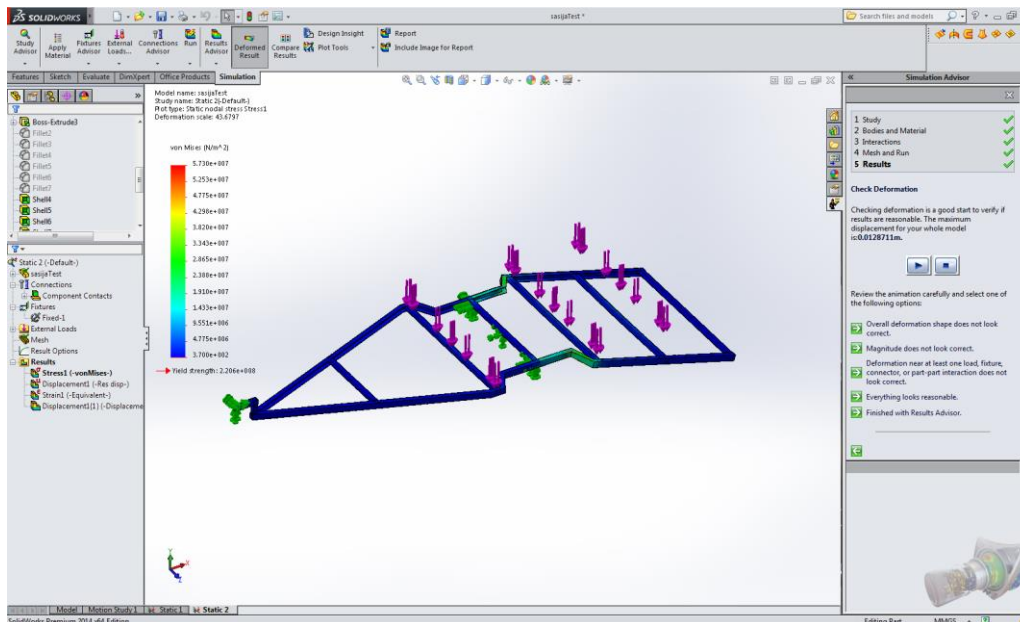 SOLIDWORKS
sasijaTest *
Search files and models
Study Advisor
Apply Material
Fixtures Advisor
External Loads...
Connections Advisor
Run
Results Advisor
Deformed Result
Compare Results
Design Insight
Plot Tools
Report
Include Image for Report
Features
Sketch
Evaluate
DimXpert
Office Products
Simulation
Boss-Extrude3
Fillet2
Fillet3
Fillet4
Fillet5
Fillet6
Fillet7
Shell4
Shell5
Shell6
Static 2 (-Default-)
sasijaTest
Connections
Component Contacts
Fixtures
Fixed-1
External Loads
Mesh
Result Options
Results
Stress1 (-vonMises-)
Displacement1 (-Res disp-)
Strain1 (-Equivalent-)
Displacement1(1) (-Displaceme
Model name: sasijaTest
Study name: Static 2(-Default-)
Plot type: Static nodal stress Stress1
Deformation scale: 43.6797
von Mises (N/m^2)
5.730e+007
5.253e+007
4.775e+007
4.298e+007
3.820e+007
3.343e+007
2.865e+007
2.388e+007
1.910e+007
1.433e+007
9.551e+006
4.776e+006
3.700e+002
Yield strength: 2.206e+008
Simulation Advisor
1 Study
2 Bodies and Material
3 Interactions
4 Mesh and Run
5 Results
Check Deformation
Checking deformation is a good start to verify if
results are reasonable. The maximum
displacement for your whole model
is:0.0128711m.
Review the animation carefully and select one of
the following options:
Overall deformation shape does not look
correct.
Magnitude does not look correct.
Deformation near at least one load, fixture,
connector, or part-part interaction does not
look correct.
Everything looks reasonable.
Finished with Results Advisor.
Model
Motion Study 1
Static 1
Static 2
SolidWorks Premium 2014 x64 Edition
Editing Part
MMGS